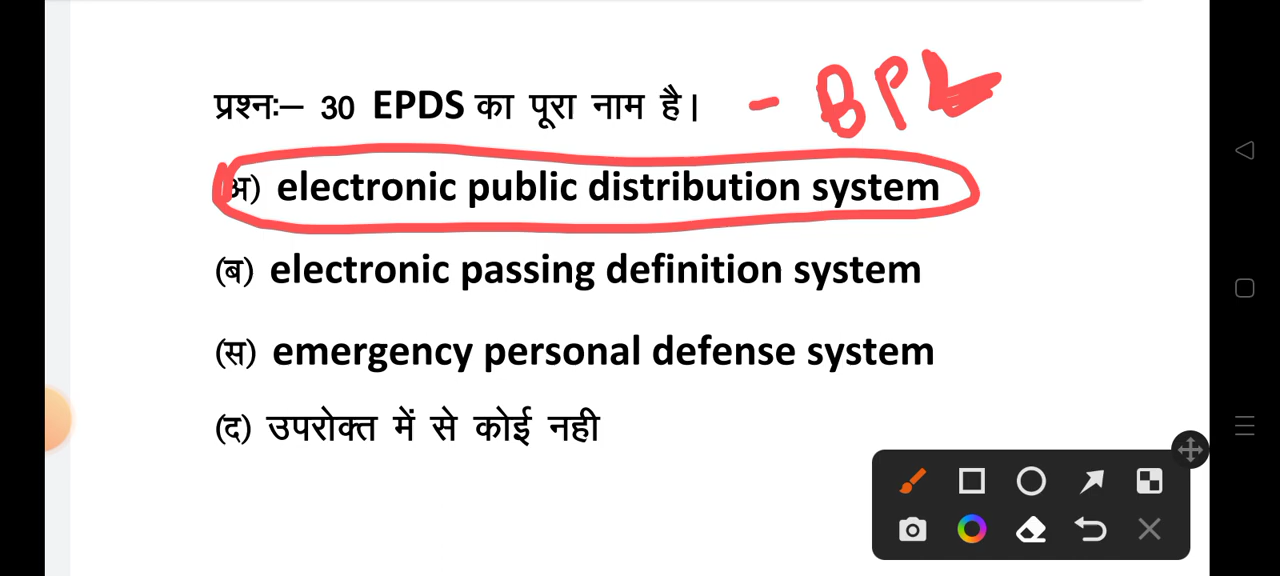 प्रश्नः– 30 EPDS का पूरा नाम है। - BPL
अ) electronic public distribution system
(ब) electronic passing definition system
(स) emergency personal defense system
(द) उपरोक्त में से कोई नही